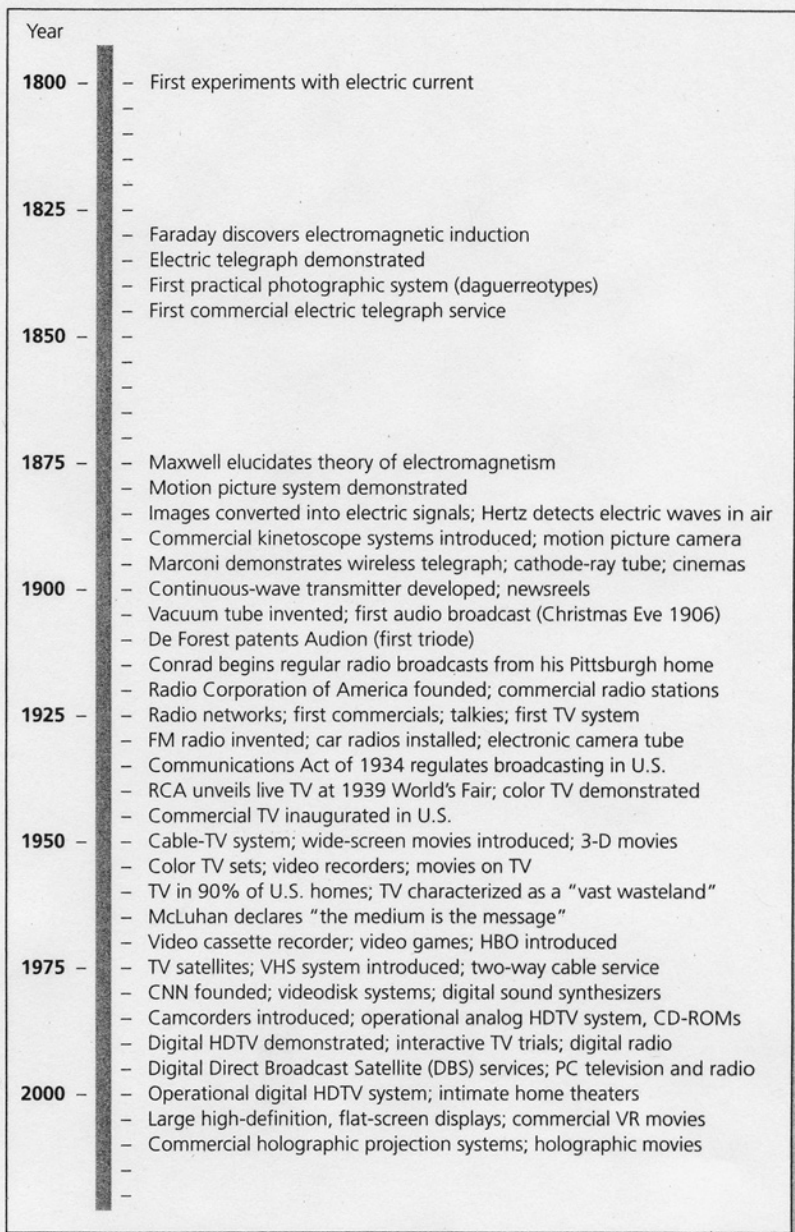 Year
1800 – – First experiments with electric current
–
–
–
–
1825 – –
– Faraday discovers electromagnetic induction
– Electric telegraph demonstrated
– First practical photographic system (daguerreotypes)
– First commercial electric telegraph service
1850 – –
–
–
–
–
1875 – – Maxwell elucidates theory of electromagnetism
– Motion picture system demonstrated
– Images converted into electric signals; Hertz detects electric waves in air
– Commercial kinetoscope systems introduced; motion picture camera
– Marconi demonstrates wireless telegraph; cathode-ray tube; cinemas
1900 – – Continuous-wave transmitter developed; newsreels
– Vacuum tube invented; first audio broadcast (Christmas Eve 1906)
– De Forest patents Audion (first triode)
– Conrad begins regular radio broadcasts from his Pittsburgh home
– Radio Corporation of America founded; commercial radio stations
1925 – – Radio networks; first commercials; talkies; first TV system
– FM radio invented; car radios installed; electronic camera tube
– Communications Act of 1934 regulates broadcasting in U.S.
– RCA unveils live TV at 1939 World's Fair; color TV demonstrated
– Commercial TV inaugurated in U.S.
1950 – – Cable-TV system; wide-screen movies introduced; 3-D movies
– Color TV sets; video recorders; movies on TV
– TV in 90% of U.S. homes; TV characterized as a “vast wasteland”
– McLuhan declares “the medium is the message”
– Video cassette recorder; video games; HBO introduced
1975 – – TV satellites; VHS system introduced; two-way cable service
– CNN founded; videodisk systems; digital sound synthesizers
– Camcorders introduced; operational analog HDTV system, CD-ROMs
– Digital HDTV demonstrated; interactive TV trials; digital radio
– Digital Direct Broadcast Satellite (DBS) services; PC television and radio
2000 – – Operational digital HDTV system; intimate home theaters
– Large high-definition, flat-screen displays; commercial VR movies
– Commercial holographic projection systems; holographic movies
–
–